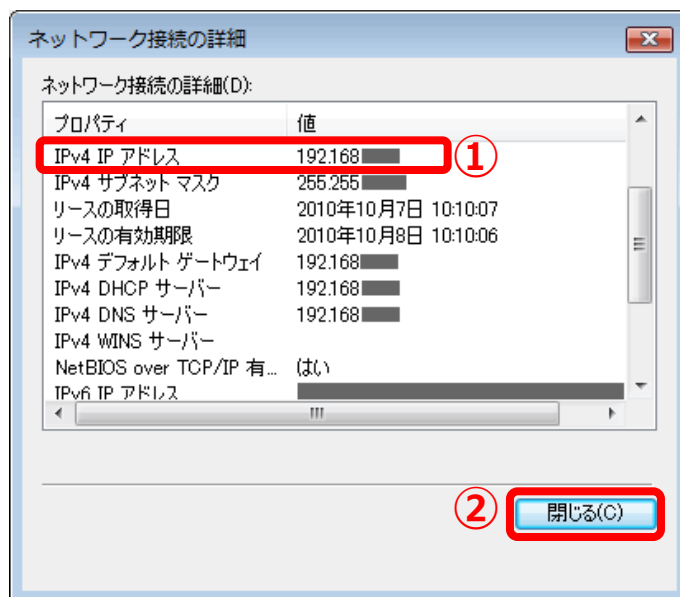 ネットワーク接続の詳細
ネットワーク接続の詳細(D):
プロパティ 値
IPv4 IP アドレス 192.168 ①
IPv4 サブネット マスク 255.255
リースの取得日 2010年10月7日 10:10:07
リースの有効期限 2010年10月8日 10:10:06
IPv4 デフォルト ゲートウェイ 192.168
IPv4 DHCP サーバー 192.168
IPv4 DNS サーバー 192.168
IPv4 WINS サーバー
NetBIOS over TCP/IP 有... はい
IPv6 IP アドレス
② 閉じる(C)